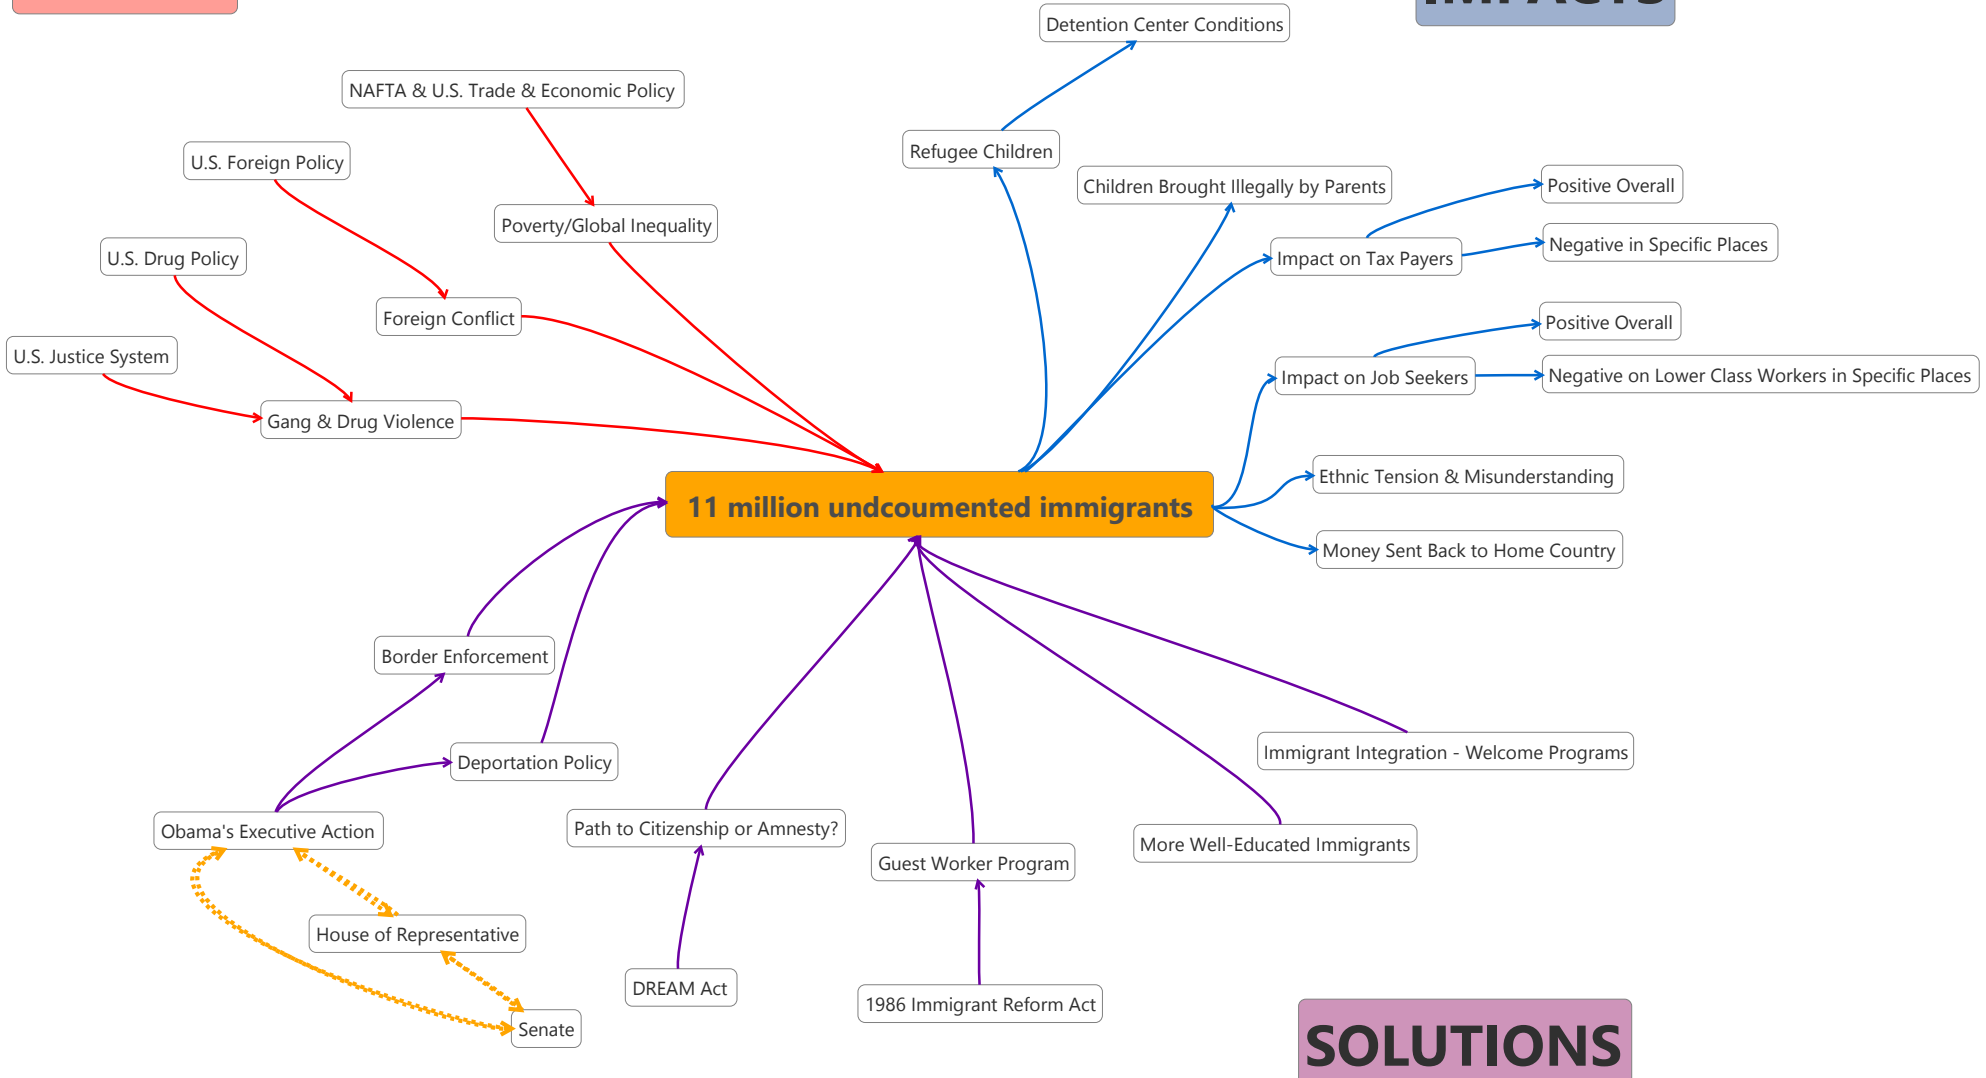 IMPACTS
Detention Center Conditions
NAFTA & U.S. Trade & Economic Policy
U.S. Foreign Policy
Refugee Children
Children Brought Illegally by Parents
Positive Overall
Poverty/Global Inequality
Negative in Specific Places
U.S. Drug Policy
Impact on Tax Payers
Foreign Conflict
Positive Overall
U.S. Justice System
Impact on Job Seekers
Negative on Lower Class Workers in Specific Places
Gang & Drug Violence
Ethnic Tension & Misunderstanding
11 million undcoumented immigrants
Money Sent Back to Home Country
Border Enforcement
Immigrant Integration - Welcome Programs
Deportation Policy
Obama's Executive Action
Path to Citizenship or Amnesty?
More Well-Educated Immigrants
Guest Worker Program
House of Representative
DREAM Act
1986 Immigrant Reform Act
Senate
SOLUTIONS